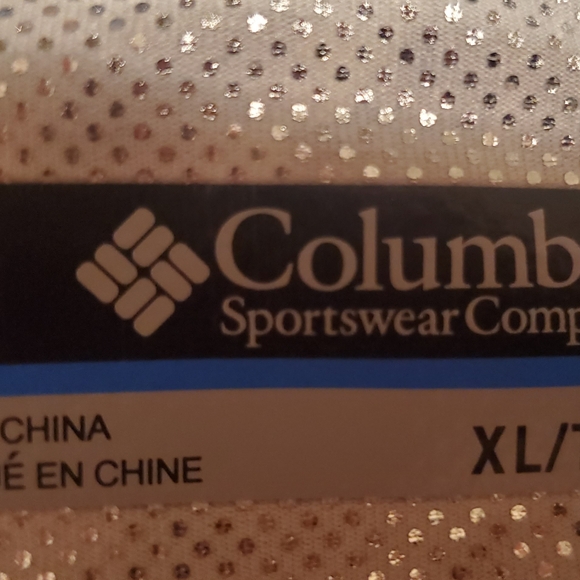 Columb
Sportswear Comp
CHINA
É EN CHINE
XL/